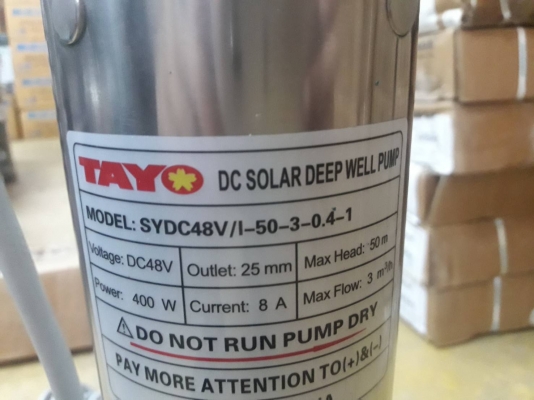 TAYO DC SOLAR DEEP WELL PUMP
MODEL: SYDC48V/I-50-3-0.4-1
Voltage: DC48V Outlet: 25 mm Max Head: 50 m
Power: 400 W Current: 8 A Max Flow: 3 m³/h
⚠DO NOT RUN PUMP DRY
PAY MORE ATTENTION TO(+)&(-)